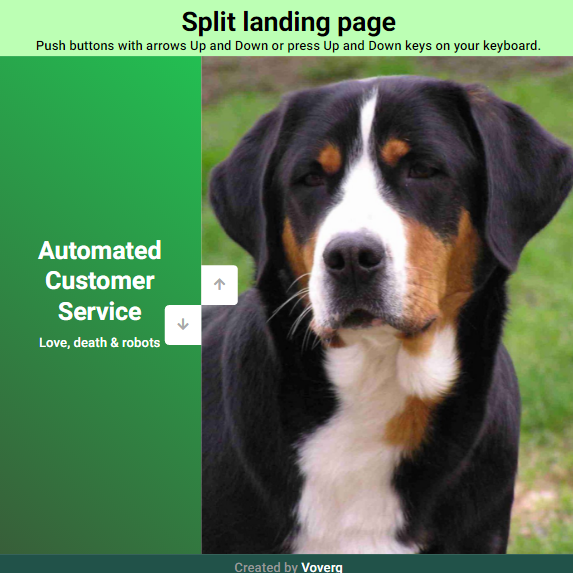 Split landing page
Push buttons with arrows Up and Down or press Up and Down keys on your keyboard.
Automated
Customer
Service
Love, death & robots
Created by Voverg